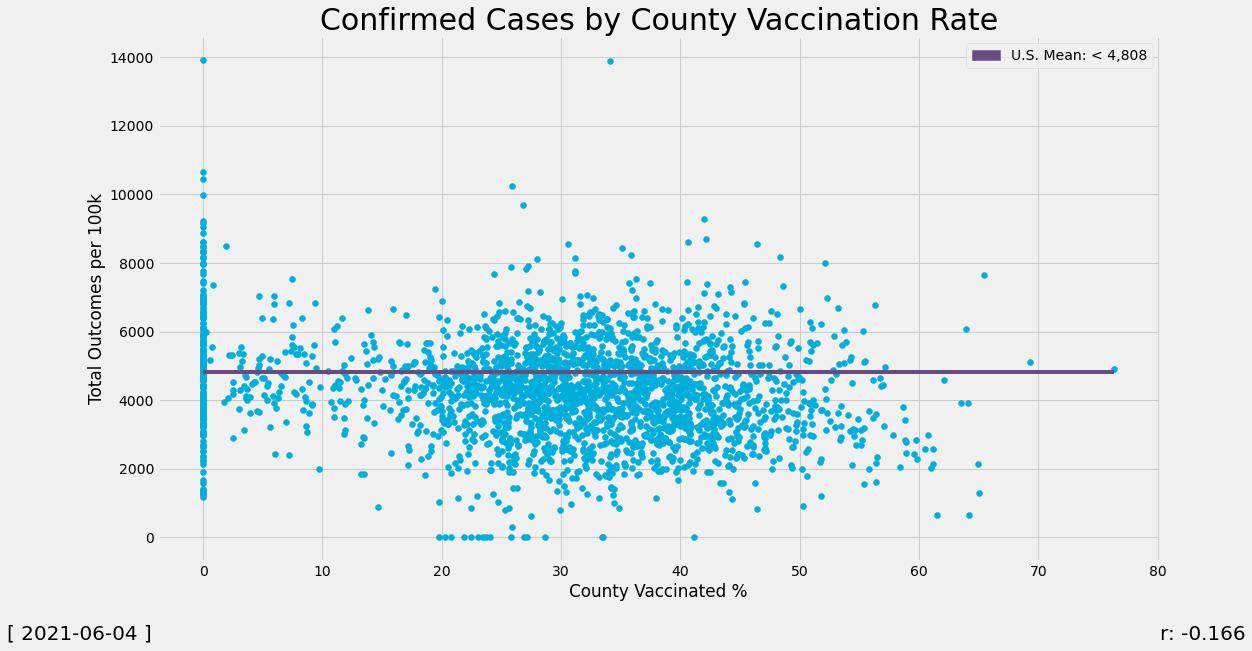 Confirmed Cases by County Vaccination Rate
U.S. Mean: < 4,808
14000
12000
10000
8000
6000
4000
2000
0
Total Outcomes per 100k
0 10 20 30 40 50 60 70 80
County Vaccinated %
[ 2021-06-04 ]
r: -0.166